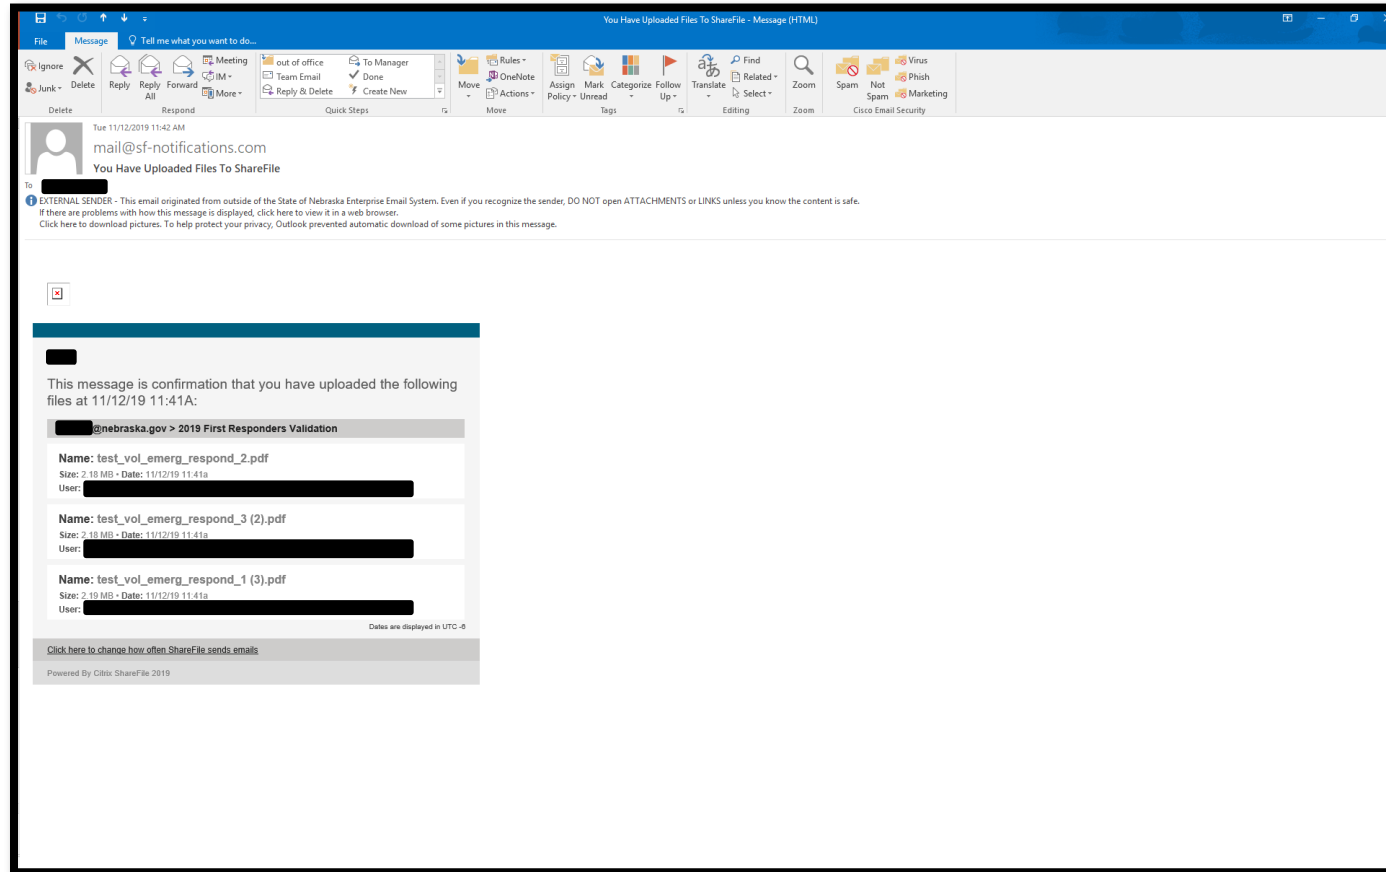 You Have Uploaded Files To ShareFile - Message (HTML)
File Message Tell me what you want to do...
Ignore
Junk
Delete
Reply
Reply All
Forward
Meeting
IM
More
out of office
Team Email
Reply & Delete
To Manager
Done
Create New
Move
Rules
OneNote
Actions
Assign Policy
Mark Unread
Categorize
Follow Up
Translate
Find
Related
Select
Zoom
Spam
Not Spam
Virus
Phish
Marketing
Delete Respond Quick Steps Move Tags Editing Zoom Cisco Email Security
Tue 11/12/2019 11:42 AM
mail@sf-notifications.com
You Have Uploaded Files To ShareFile
To
EXTERNAL SENDER - This email originated from outside of the State of Nebraska Enterprise Email System. Even if you recognize the sender, DO NOT open ATTACHMENTS or LINKS unless you know the content is safe.
If there are problems with how this message is displayed, click here to view it in a web browser.
Click here to download pictures. To help protect your privacy, Outlook prevented automatic download of some pictures in this message.
This message is confirmation that you have uploaded the following
files at 11/12/19 11:41A:
@nebraska.gov > 2019 First Responders Validation
Name: test_vol_emerg_respond_2.pdf
Size: 2.18 MB • Date: 11/12/19 11:41a
User:
Name: test_vol_emerg_respond_3 (2).pdf
Size: 2.18 MB • Date: 11/12/19 11:41a
User:
Name: test_vol_emerg_respond_1 (3).pdf
Size: 2.19 MB • Date: 11/12/19 11:41a
User:
Dates are displayed in UTC -6
Click here to change how often ShareFile sends emails
Powered By Citrix ShareFile 2019